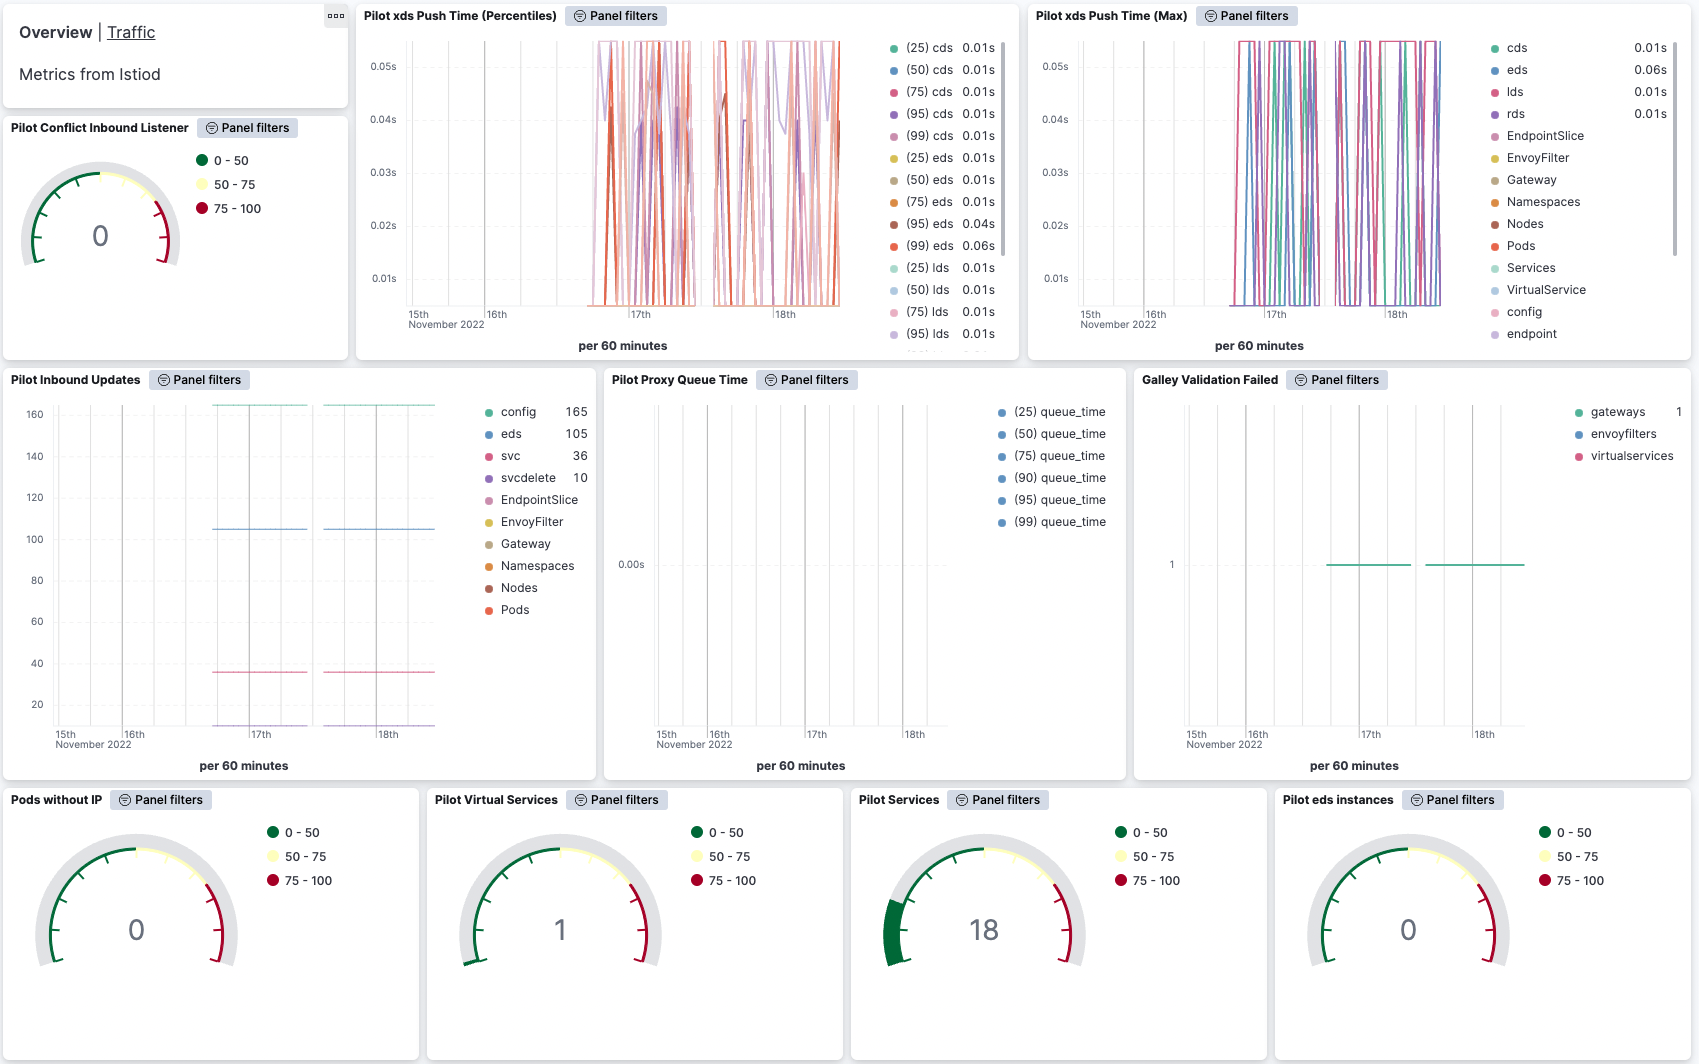 Overview | Traffic
Metrics from Istiod
Pilot Conflict Inbound Listener Panel filters
0 - 50
50 - 75
75 - 100
0
Pilot xds Push Time (Percentiles) Panel filters
0.05s
0.04s
0.03s
0.02s
0.01s
15th 16th 17th 18th
November 2022
per 60 minutes
(25) cds 0.01s
(50) cds 0.01s
(75) cds 0.01s
(95) cds 0.01s
(99) cds 0.01s
(25) eds 0.01s
(50) eds 0.01s
(75) eds 0.01s
(95) eds 0.04s
(99) eds 0.06s
(25) lds 0.01s
(50) lds 0.01s
(75) lds 0.01s
(95) lds 0.01s
Pilot xds Push Time (Max) Panel filters
0.05s
0.04s
0.03s
0.02s
0.01s
15th 16th 17th 18th
November 2022
per 60 minutes
cds 0.01s
eds 0.06s
lds 0.01s
rds 0.01s
EndpointSlice
EnvoyFilter
Gateway
Namespaces
Nodes
Pods
Services
VirtualService
config
endpoint
Pilot Inbound Updates Panel filters
160
140
120
100
80
60
40
20
15th 16th 17th 18th
November 2022
per 60 minutes
config 165
eds 105
svc 36
svcdelete 10
EndpointSlice
EnvoyFilter
Gateway
Namespaces
Nodes
Pods
Pilot Proxy Queue Time Panel filters
0.00s
15th 16th 17th 18th
November 2022
per 60 minutes
(25) queue_time
(50) queue_time
(75) queue_time
(90) queue_time
(95) queue_time
(99) queue_time
Galley Validation Failed Panel filters
1
15th 16th 17th 18th
November 2022
per 60 minutes
gateways 1
envoyfilters
virtualservices
Pods without IP Panel filters
0 - 50
50 - 75
75 - 100
0
Pilot Virtual Services Panel filters
0 - 50
50 - 75
75 - 100
1
Pilot Services Panel filters
0 - 50
50 - 75
75 - 100
18
Pilot eds instances Panel filters
0 - 50
50 - 75
75 - 100
0